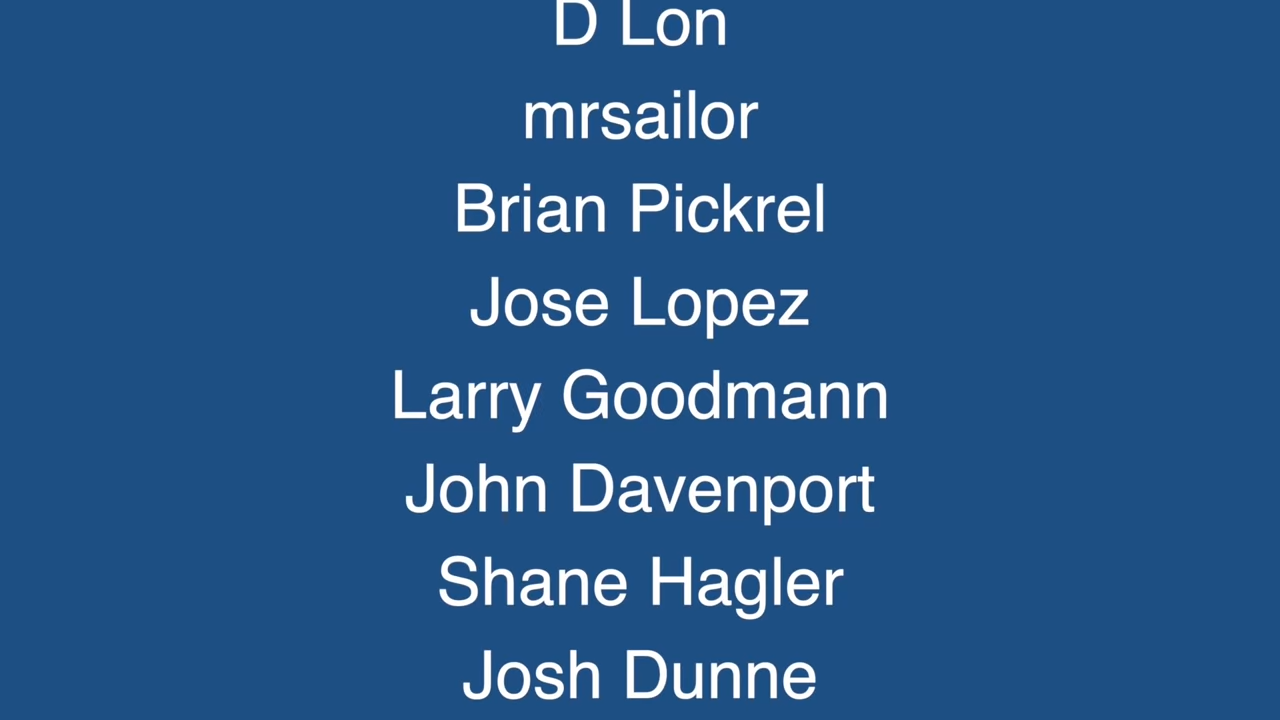 D Lon
mrsailor
Brian Pickrel
Jose Lopez
Larry Goodmann
John Davenport
Shane Hagler
Josh Dunne